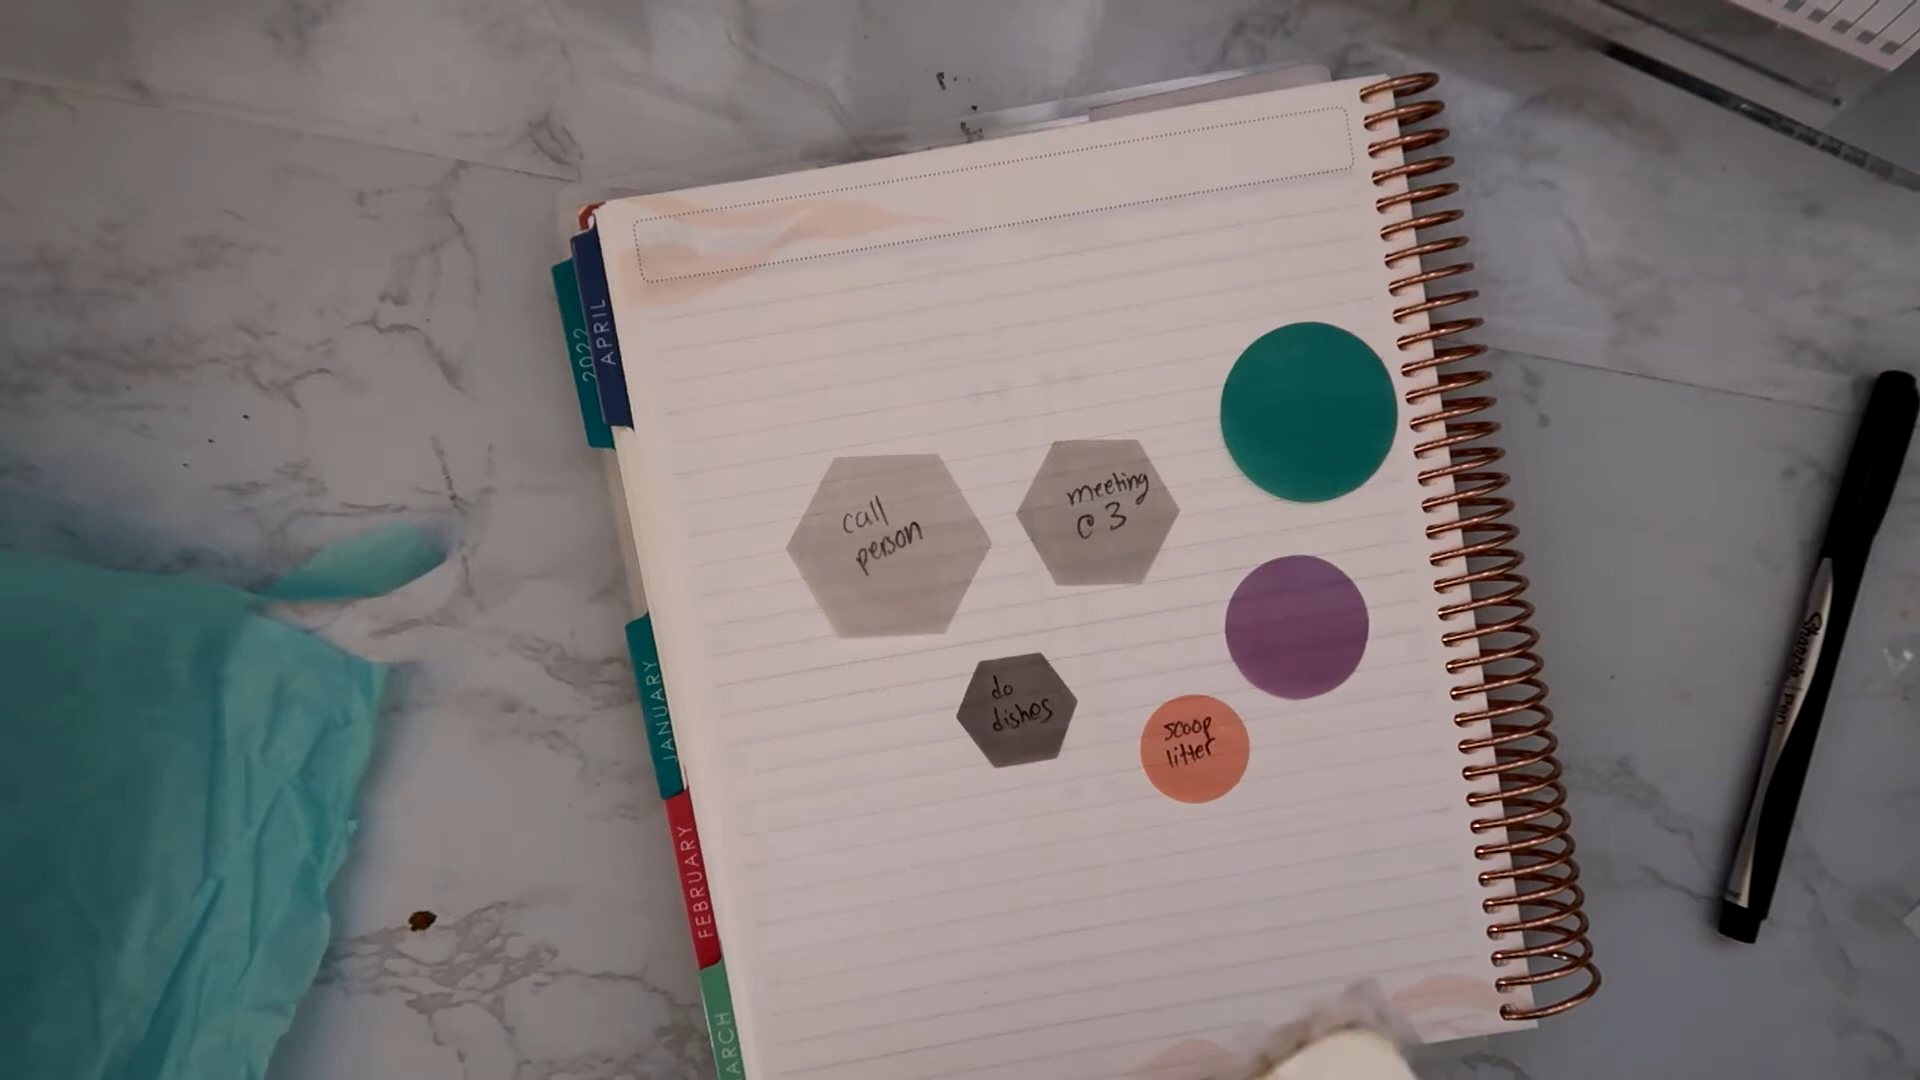 2022
APRIL
call
person
meeting
@ 3
do
dishes
scoop
litter
JANUARY
FEBRUARY
ARCH
Sharpie | Pen